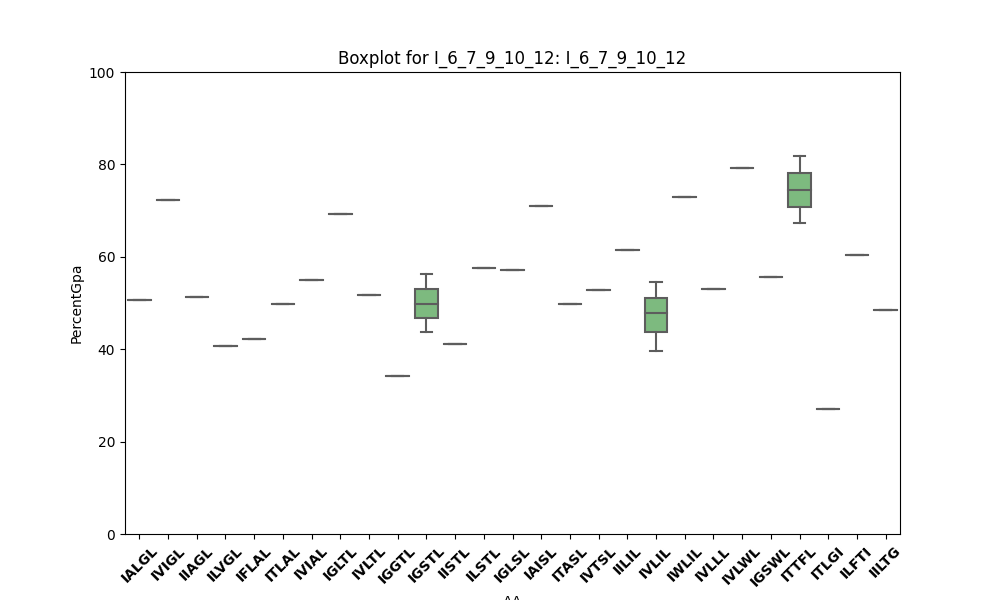 Boxplot for I_6_7_9_10_12: I_6_7_9_10_12
PercentGpa
100
80
60
40
20
0
IALGL
IVIGL
IIAGL
ILVGL
IFLAL
ITLAL
IVIAL
IGLTL
IVLTL
IGGTL
IGSTL
IISTL
ILSTL
IGLSL
IAISL
ITASL
IVTSL
IILIL
IVLIL
IWLIL
IVLLL
IVLWL
IGSWL
ITTFL
ITLGI
ILFTI
IILTG
AA